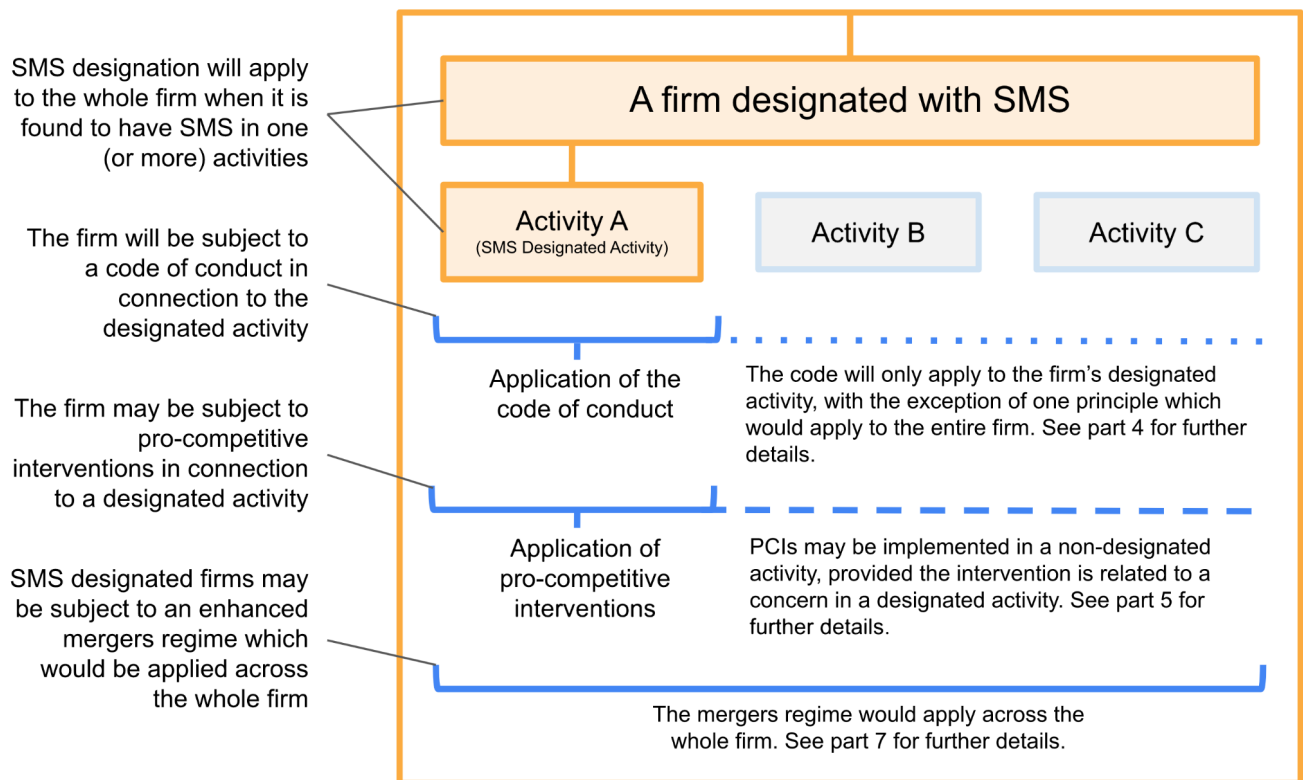 SMS designation will apply
to the whole firm when it is
found to have SMS in one
(or more) activities
A firm designated with SMS
Activity A
(SMS Designated Activity)
Activity B
Activity C
The firm will be subject to
a code of conduct in
connection to the
designated activity
Application of the
code of conduct
The code will only apply to the firm's designated
activity, with the exception of one principle which
would apply to the entire firm. See part 4 for further
details.
The firm may be subject to
pro-competitive
interventions in connection
to a designated activity
Application of
pro-competitive
interventions
PCIs may be implemented in a non-designated
activity, provided the intervention is related to a
concern in a designated activity. See part 5 for
further details.
SMS designated firms may
be subject to an enhanced
mergers regime which
would be applied across
the whole firm
The mergers regime would apply across the
whole firm. See part 7 for further details.